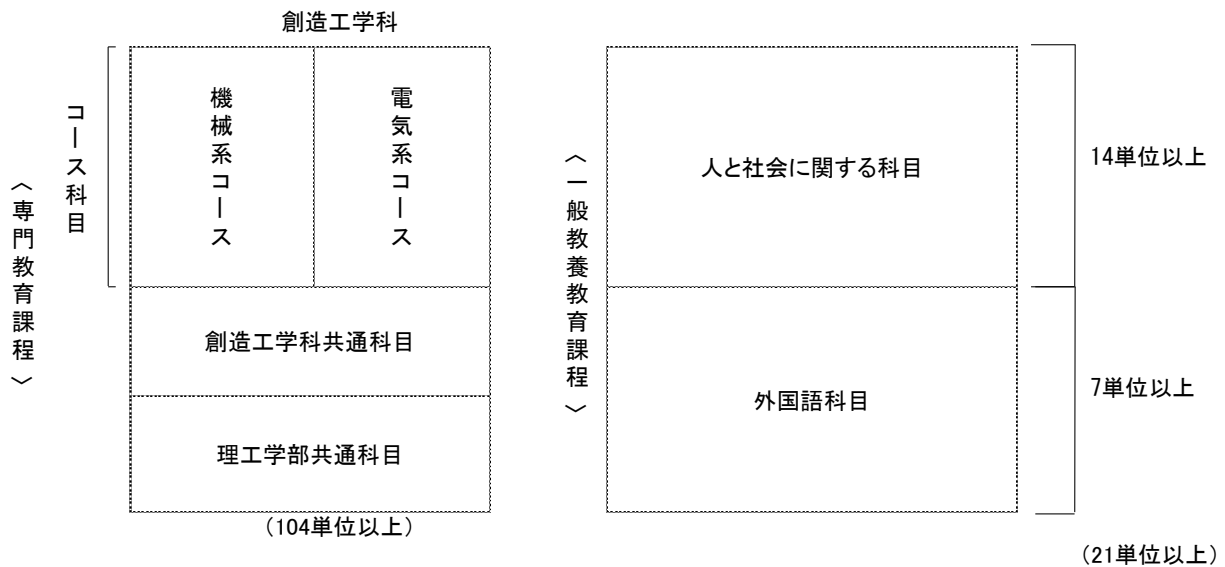 創造工学科
〈専門教育課程〉
コース科目
機械系コース
電気系コース
創造工学科共通科目
理工学部共通科目
（104単位以上）
〈一般教養教育課程〉
人と社会に関する科目
外国語科目
14単位以上
7単位以上
（21単位以上）